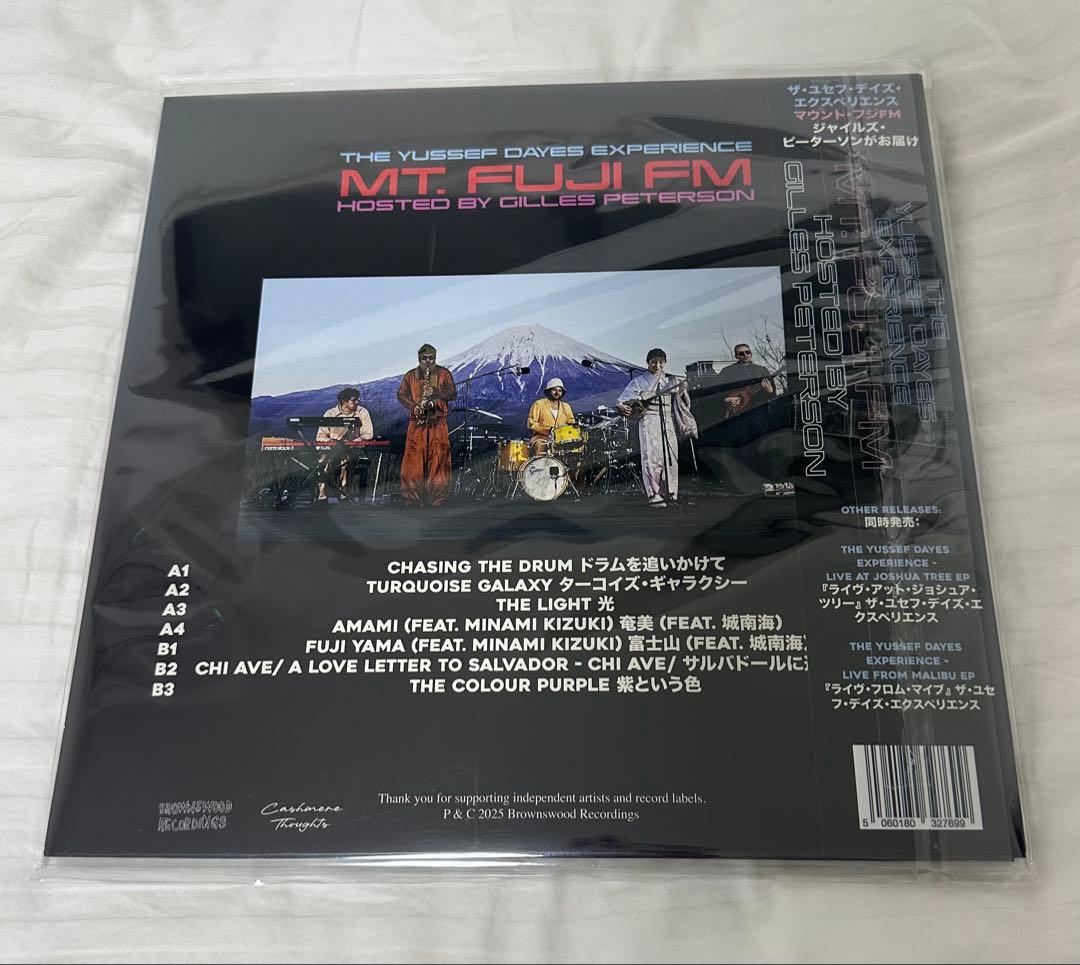 THE YUSSEF DAYES EXPERIENCE
MT. FUJI FM
HOSTED BY GILLES PETERSON
ザ・ユセフ・デイズ・
エクスペリエンス
マウント・フジFM
ジャイルズ・
ピーターソンがお届け
THE
YUSSEF DAYES
EXPERIENCE
MT. FUJI FM
HOSTED BY
GILLES PETERSON
nord stage 3
A1 CHASING THE DRUM ドラムを追いかけて
A2 TURQUOISE GALAXY ターコイズ・ギャラクシー
A3 THE LIGHT 光
A4 AMAMI (FEAT. MINAMI KIZUKI) 奄美 (FEAT. 城南海)
B1 FUJI YAMA (FEAT. MINAMI KIZUKI) 富士山 (FEAT. 城南海)
B2 CHI AVE/ A LOVE LETTER TO SALVADOR - CHI AVE/ サルバドールに
B3 THE COLOUR PURPLE 紫という色
OTHER RELEASES:
同時発売:
THE YUSSEF DAYES
EXPERIENCE -
LIVE AT JOSHUA TREE EP
『ライヴ・アット・ジョシュア・
ツリー』ザ・ユセフ・デイズ・エ
クスペリエンス
THE YUSSEF DAYES
EXPERIENCE -
LIVE FROM MALIBU EP
『ライヴ・フロム・マイブ』ザ・ユセ
フ・デイズ・エクスペリエンス
BROWNSWOOD
RECORDINGS
Cashmere
Thoughts
Thank you for supporting independent artists and record labels.
P & C 2025 Brownswood Recordings
5 060180 327699